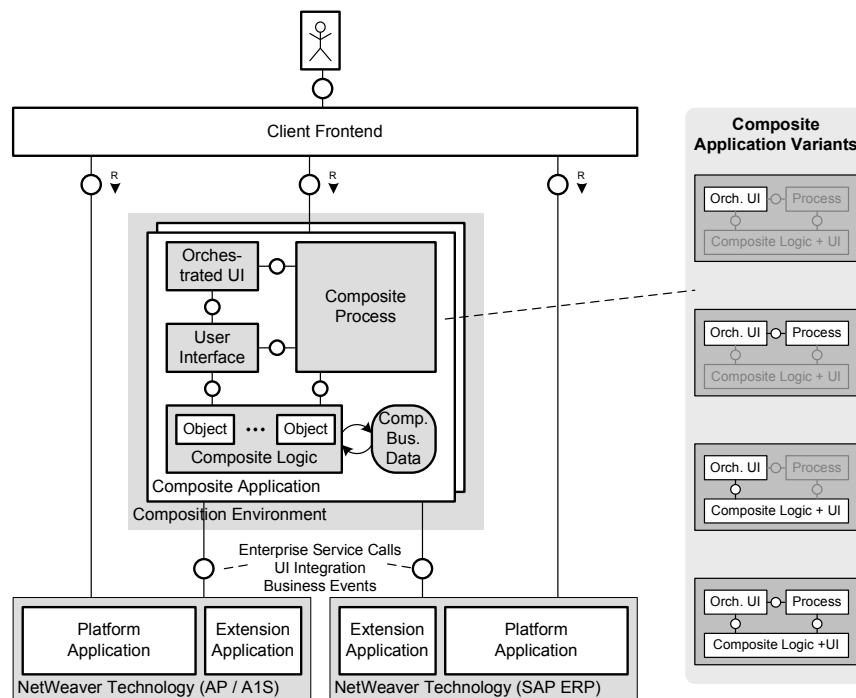 Client Frontend
R
R
R
Orches-
trated UI
Composite
Process
User
Interface
Object
•••
Object
Composite Logic
Comp.
Bus.
Data
Composite Application
Composition Environment
Enterprise Service Calls
UI Integration
Business Events
Platform
Application
Extension
Application
NetWeaver Technology (AP / A1S)
Extension
Application
Platform
Application
NetWeaver Technology (SAP ERP)
Composite
Application Variants
Orch. UI
Process
Composite Logic + UI
Orch. UI
Process
Composite Logic + UI
Orch. UI
Process
Composite Logic + UI
Orch. UI
Process
Composite Logic +UI